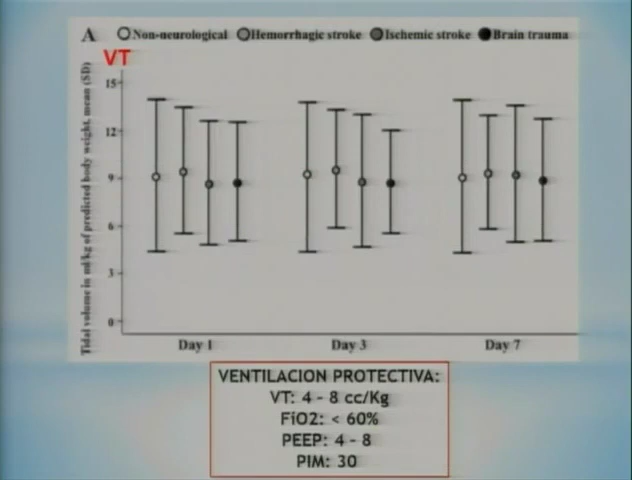 A ○ Non-neurological ○ Hemorrhagic stroke ○ Ischemic stroke ● Brain trauma
VT
Tidal volume in ml/kg of predicted body weight, mean (SD)
15
12
9
6
3
0
Day 1 Day 3 Day 7
VENTILACION PROTECTIVA:
VT: 4 - 8 cc/Kg
FiO2: < 60%
PEEP: 4 - 8
PIM: 30